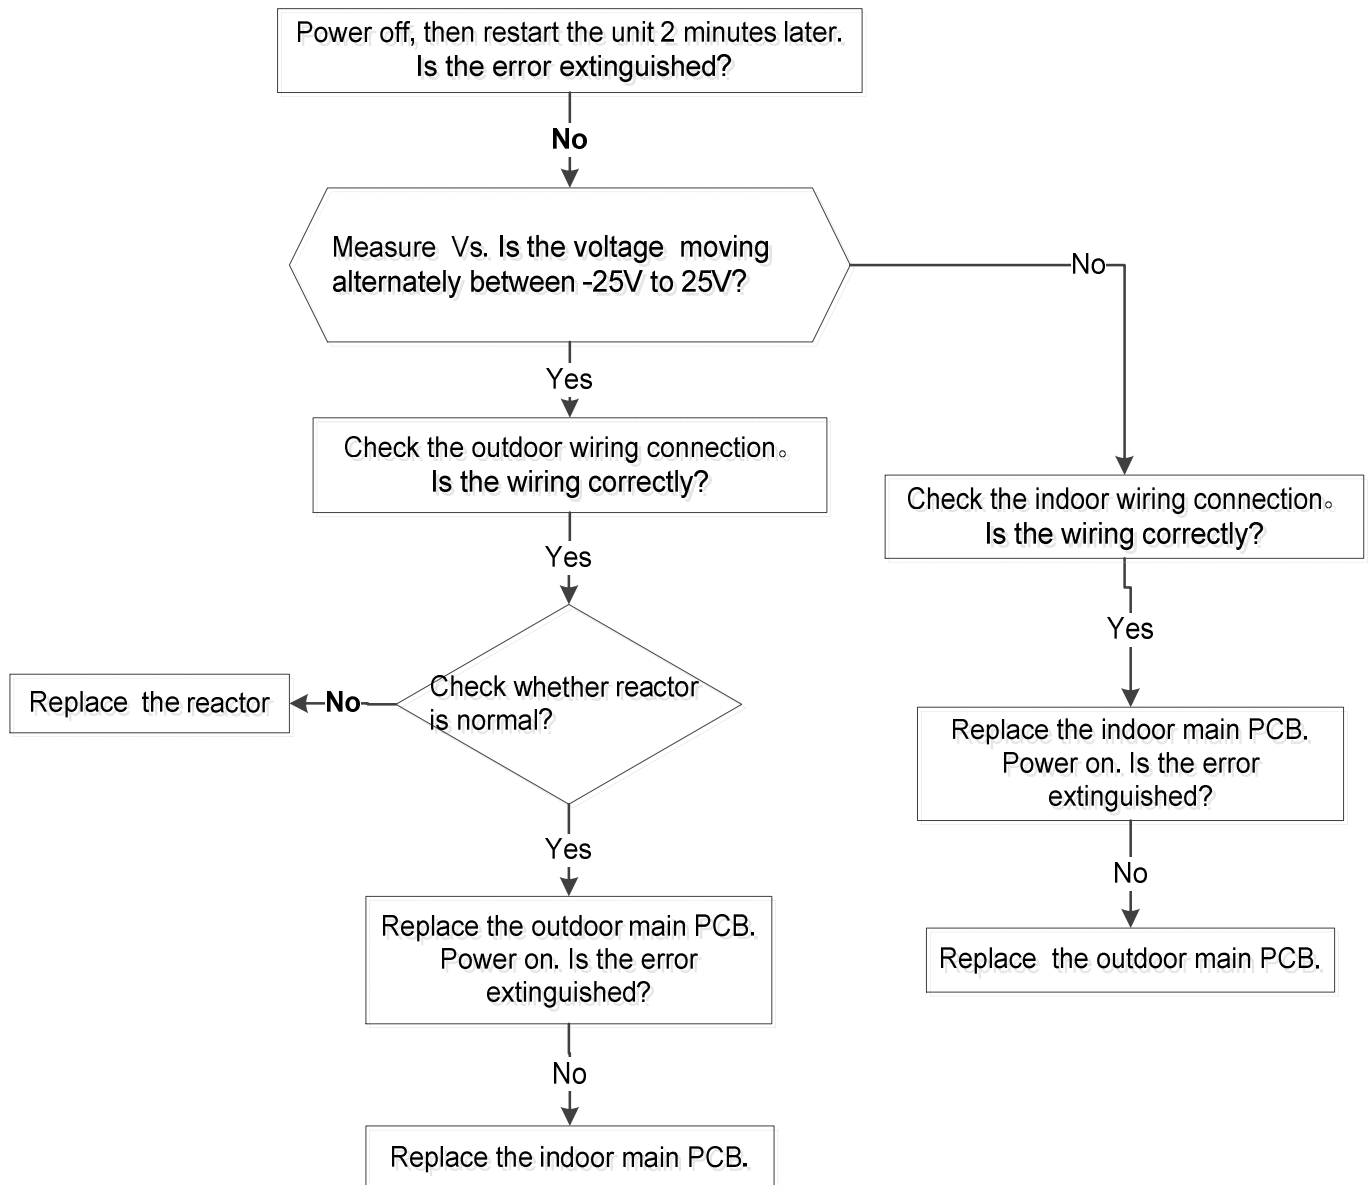 Power off, then restart the unit 2 minutes later.
Is the error extinguished?
No
Measure Vs. Is the voltage moving
alternately between -25V to 25V?
No
Yes
Check the outdoor wiring connection。
Is the wiring correctly?
Check the indoor wiring connection。
Is the wiring correctly?
Yes
Yes
Check whether reactor
is normal?
No
Replace the reactor
Replace the indoor main PCB.
Power on. Is the error
extinguished?
Yes
No
Replace the outdoor main PCB.
Power on. Is the error
extinguished?
Replace the outdoor main PCB.
No
Replace the indoor main PCB.